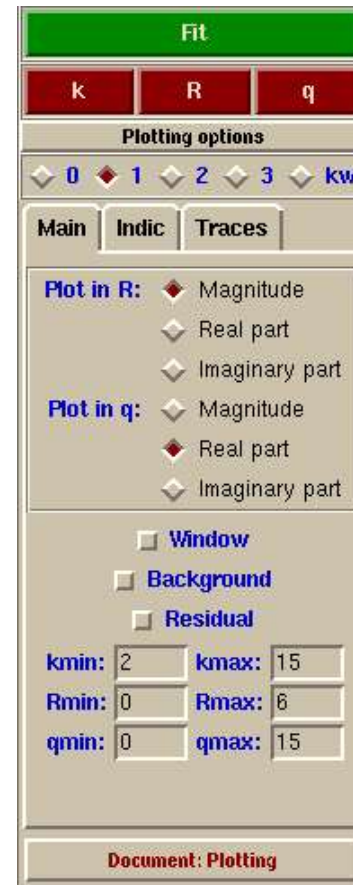 Fit
k R q
Plotting options
0 1 2 3 kw
Main Indic Traces
Plot in R: Magnitude
Real part
Imaginary part
Plot in q: Magnitude
Real part
Imaginary part
Window
Background
Residual
kmin: 2 kmax: 15
Rmin: 0 Rmax: 6
qmin: 0 qmax: 15
Document: Plotting